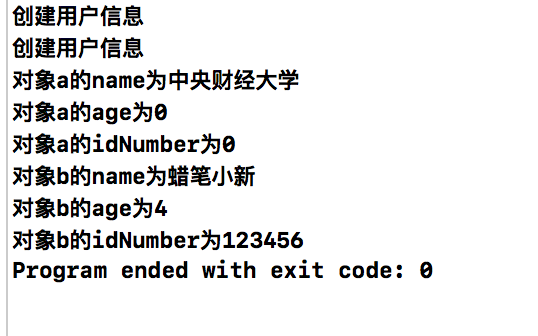 创建用户信息
创建用户信息
对象a的name为中央财经大学
对象a的age为0
对象a的idNumber为0
对象b的name为蜡笔小新
对象b的age为4
对象b的idNumber为123456
Program ended with exit code: 0